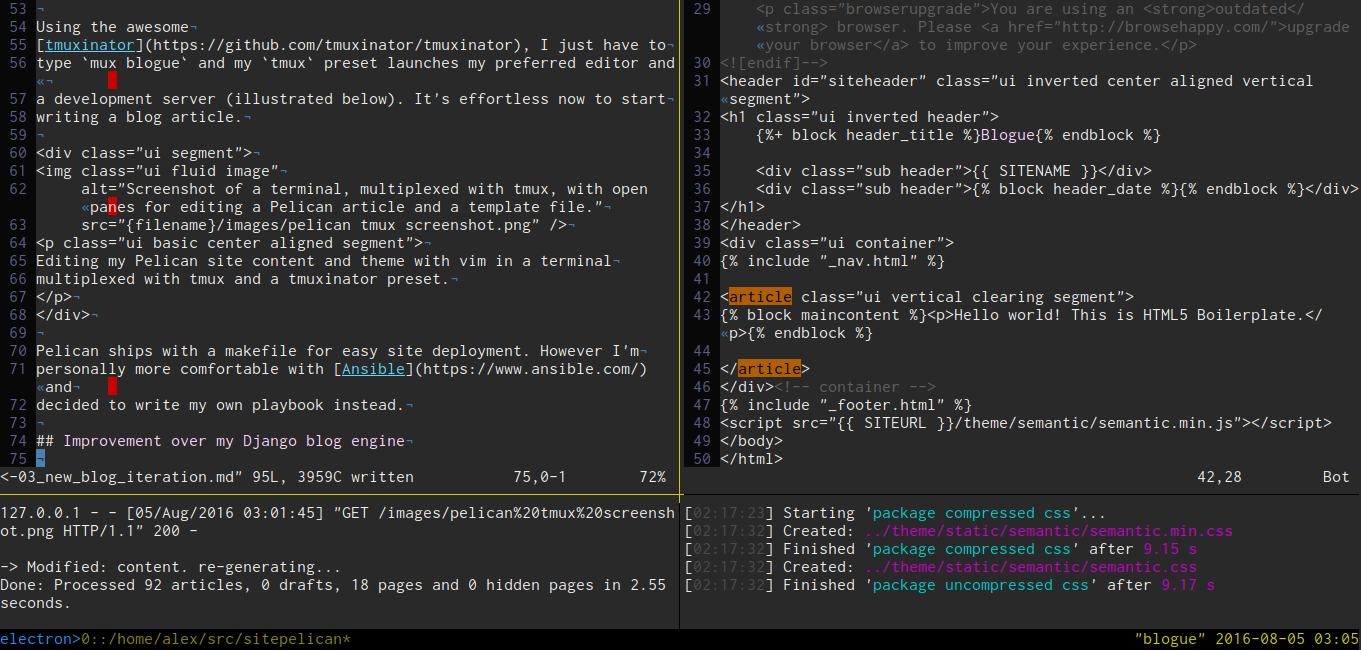 53 ¬
54 Using the awesome¬
55 [tmuxinator](https://github.com/tmuxinator/tmuxinator), I just have to¬
56 type `mux blogue` and my `tmux` preset launches my preferred editor and
«¬
57 a development server (illustrated below). It's effortless now to start¬
58 writing a blog article.¬
59 ¬
60 <div class="ui segment">¬
61 <img class="ui fluid image"¬
62 alt="Screenshot of a terminal, multiplexed with tmux, with open
«panes for editing a Pelican article and a template file."¬
63 src="{filename}/images/pelican tmux screenshot.png" />¬
64 <p class="ui basic center aligned segment">¬
65 Editing my Pelican site content and theme with vim in a terminal¬
66 multiplexed with tmux and a tmuxinator preset.¬
67 </p>¬
68 </div>¬
69 ¬
70 Pelican ships with a makefile for easy site deployment. However I'm¬
71 personally more comfortable with [Ansible](https://www.ansible.com/)
«and¬
72 decided to write my own playbook instead.¬
73 ¬
74 ## Improvement over my Django blog engine¬
75 ¬
<-03_new_blog_iteration.md" 95L, 3959C written 75,0-1 72%
29 <p class="browserupgrade">You are using an <strong>outdated</
«strong> browser. Please <a href="http://browsehappy.com/">upgrade
«your browser</a> to improve your experience.</p>
30 <![endif]-->
31 <header id="siteheader" class="ui inverted center aligned vertical
«segment">
32 <h1 class="ui inverted header">
33 {%+ block header_title %}Blogue{% endblock %}
34
35 <div class="sub header">{{ SITENAME }}</div>
36 <div class="sub header">{% block header_date %}{% endblock %}</div>
37 </h1>
38 </header>
39 <div class="ui container">
40 {% include "_nav.html" %}
41
42 <article class="ui vertical clearing segment">
43 {% block maincontent %}<p>Hello world! This is HTML5 Boilerplate.</
«p>{% endblock %}
44
45 </article>
46 </div><!-- container -->
47 {% include "_footer.html" %}
48 <script src="{{ SITEURL }}/theme/semantic/semantic.min.js"></script>
49 </body>
50 </html>
42,28 Bot
127.0.0.1 - - [05/Aug/2016 03:01:45] "GET /images/pelican%20tmux%20screensh
ot.png HTTP/1.1" 200 -
-> Modified: content. re-generating...
Done: Processed 92 articles, 0 drafts, 18 pages and 0 hidden pages in 2.55
seconds.
[02:17:23] Starting 'package compressed css'...
[02:17:32] Created: ../theme/static/semantic/semantic.min.css
[02:17:32] Finished 'package compressed css' after 9.15 s
[02:17:32] Created: ../theme/static/semantic/semantic.css
[02:17:32] Finished 'package uncompressed css' after 9.17 s
electron>0::/home/alex/src/sitepelican* "blogue" 2016-08-05 03:05